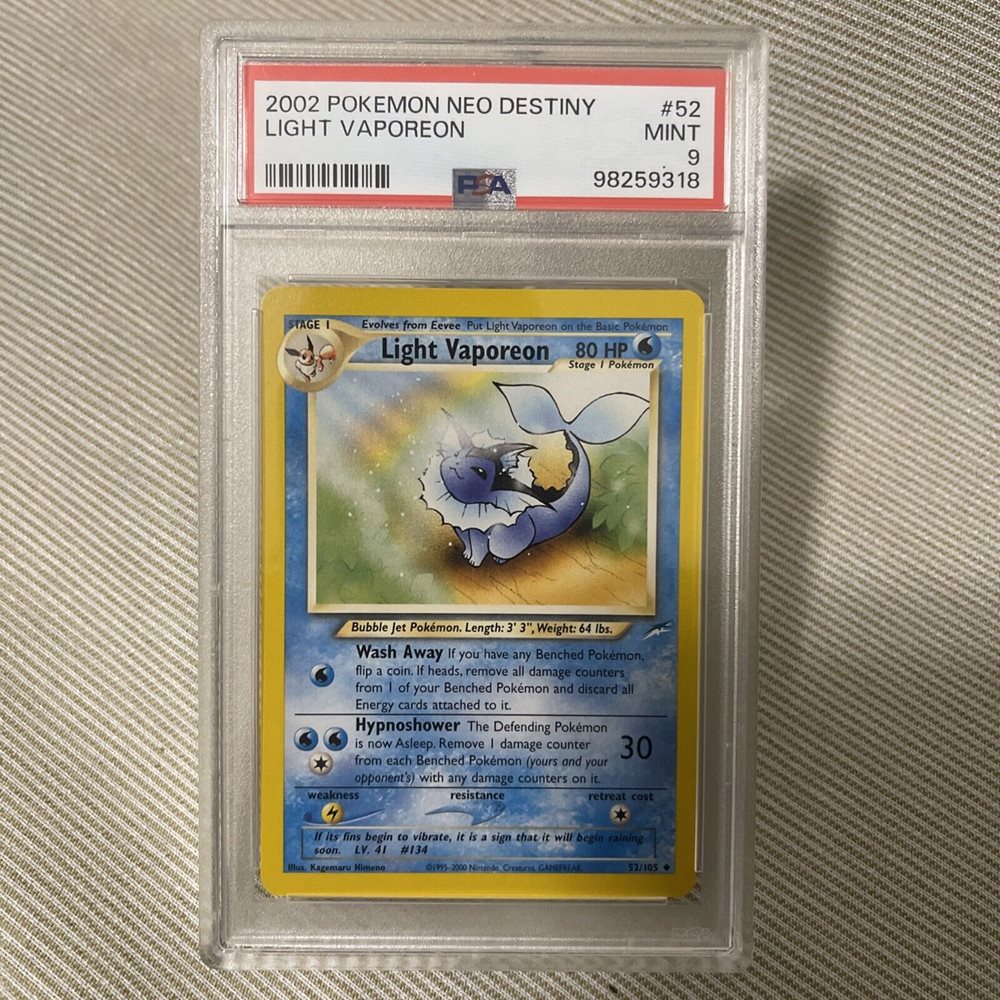 2002 POKEMON NEO DESTINY #52
LIGHT VAPOREON MINT
9
PSA 98259318
STAGE 1 Evolves from Eevee Put Light Vaporeon on the Basic Pokémon
Light Vaporeon 80 HP
Stage 1 Pokémon
Bubble Jet Pokémon. Length: 3' 3", Weight: 64 lbs.
Wash Away If you have any Benched Pokémon,
flip a coin. If heads, remove all damage counters
from 1 of your Benched Pokémon and discard all
Energy cards attached to it.
Hypnoshower The Defending Pokémon
is now Asleep. Remove 1 damage counter 30
from each Benched Pokémon (yours and your
opponent's) with any damage counters on it.
weakness resistance retreat cost
If its fins begin to vibrate, it is a sign that it will begin raining
soon. LV. 41 #134
Illus. Kagemaru Himeno ©1995-2000 Nintendo, Creatures, GAMEFREAK 52/105